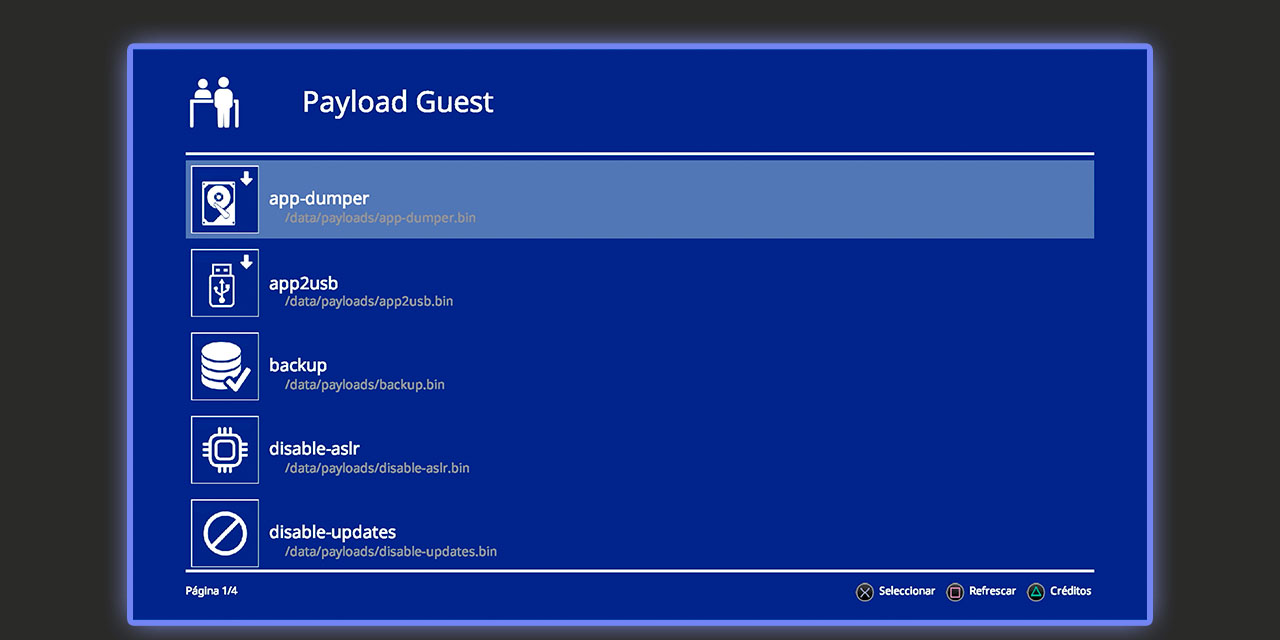 Payload Guest
app-dumper
/data/payloads/app-dumper.bin
app2usb
/data/payloads/app2usb.bin
backup
/data/payloads/backup.bin
disable-aslr
/data/payloads/disable-aslr.bin
disable-updates
/data/payloads/disable-updates.bin
Página 1/4 Seleccionar Refrescar Créditos